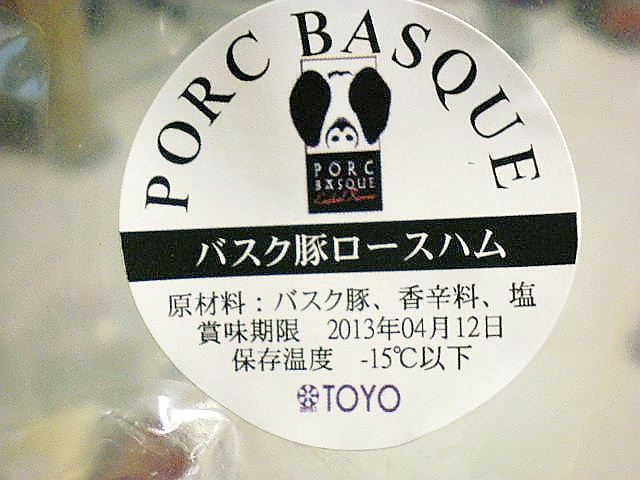 PORC BASQUE
PORC
BASQUE
バスク豚ロースハム
原材料：バスク豚、香辛料、塩
賞味期限 2013年04月12日
保存温度 -15℃以下
TOYO